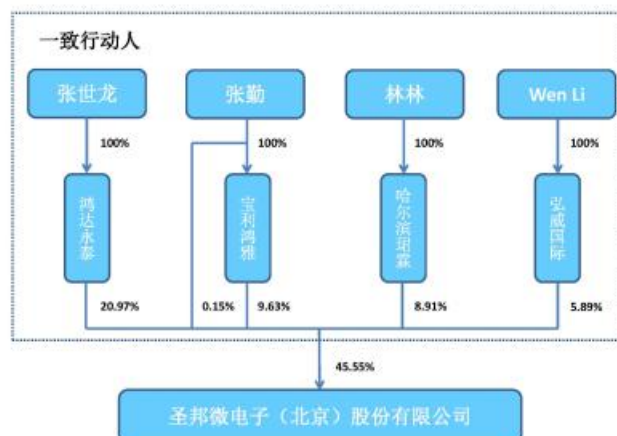 一致行动人
张世龙
张勤
林林
Wen Li
100%
100%
100%
100%
鸿达永泰
宝利鸿雅
哈尔滨珺霖
弘威国际
20.97%
0.15%
9.63%
8.91%
5.89%
45.55%
圣邦微电子（北京）股份有限公司